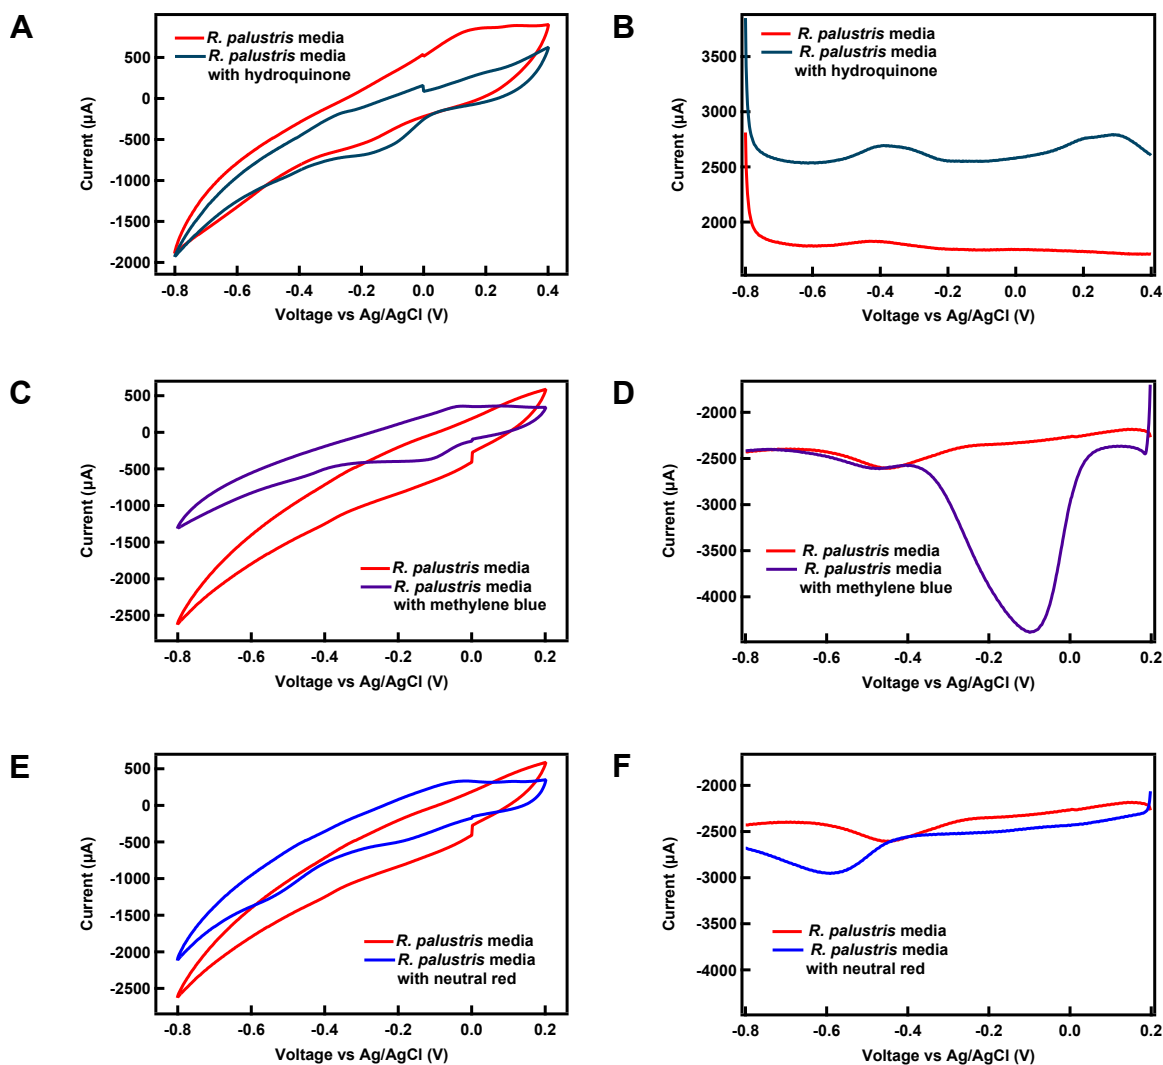 A
R. palustris media
R. palustris media
with hydroquinone
Current (µA)
500
0
-500
-1000
-1500
-2000
-0.8 -0.6 -0.4 -0.2 0.0 0.2 0.4
Voltage vs Ag/AgCl (V)
B
R. palustris media
R. palustris media
with hydroquinone
Current (µA)
3500
3000
2500
2000
-0.8 -0.6 -0.4 -0.2 0.0 0.2 0.4
Voltage vs Ag/AgCl (V)
C
Current (µA)
500
0
-500
-1000
-1500
-2000
-2500
R. palustris media
R. palustris media
with methylene blue
-0.8 -0.6 -0.4 -0.2 0.0 0.2
Voltage vs Ag/AgCl (V)
D
Current (µA)
-2000
-2500
-3000
-3500
-4000
R. palustris media
R. palustris media
with methylene blue
-0.8 -0.6 -0.4 -0.2 0.0 0.2
Voltage vs Ag/AgCl (V)
E
Current (µA)
500
0
-500
-1000
-1500
-2000
-2500
R. palustris media
R. palustris media
with neutral red
-0.8 -0.6 -0.4 -0.2 0.0 0.2
Voltage vs Ag/AgCl (V)
F
Current (µA)
-2000
-2500
-3000
-3500
-4000
R. palustris media
R. palustris media
with neutral red
-0.8 -0.6 -0.4 -0.2 0.0 0.2
Voltage vs Ag/AgCl (V)